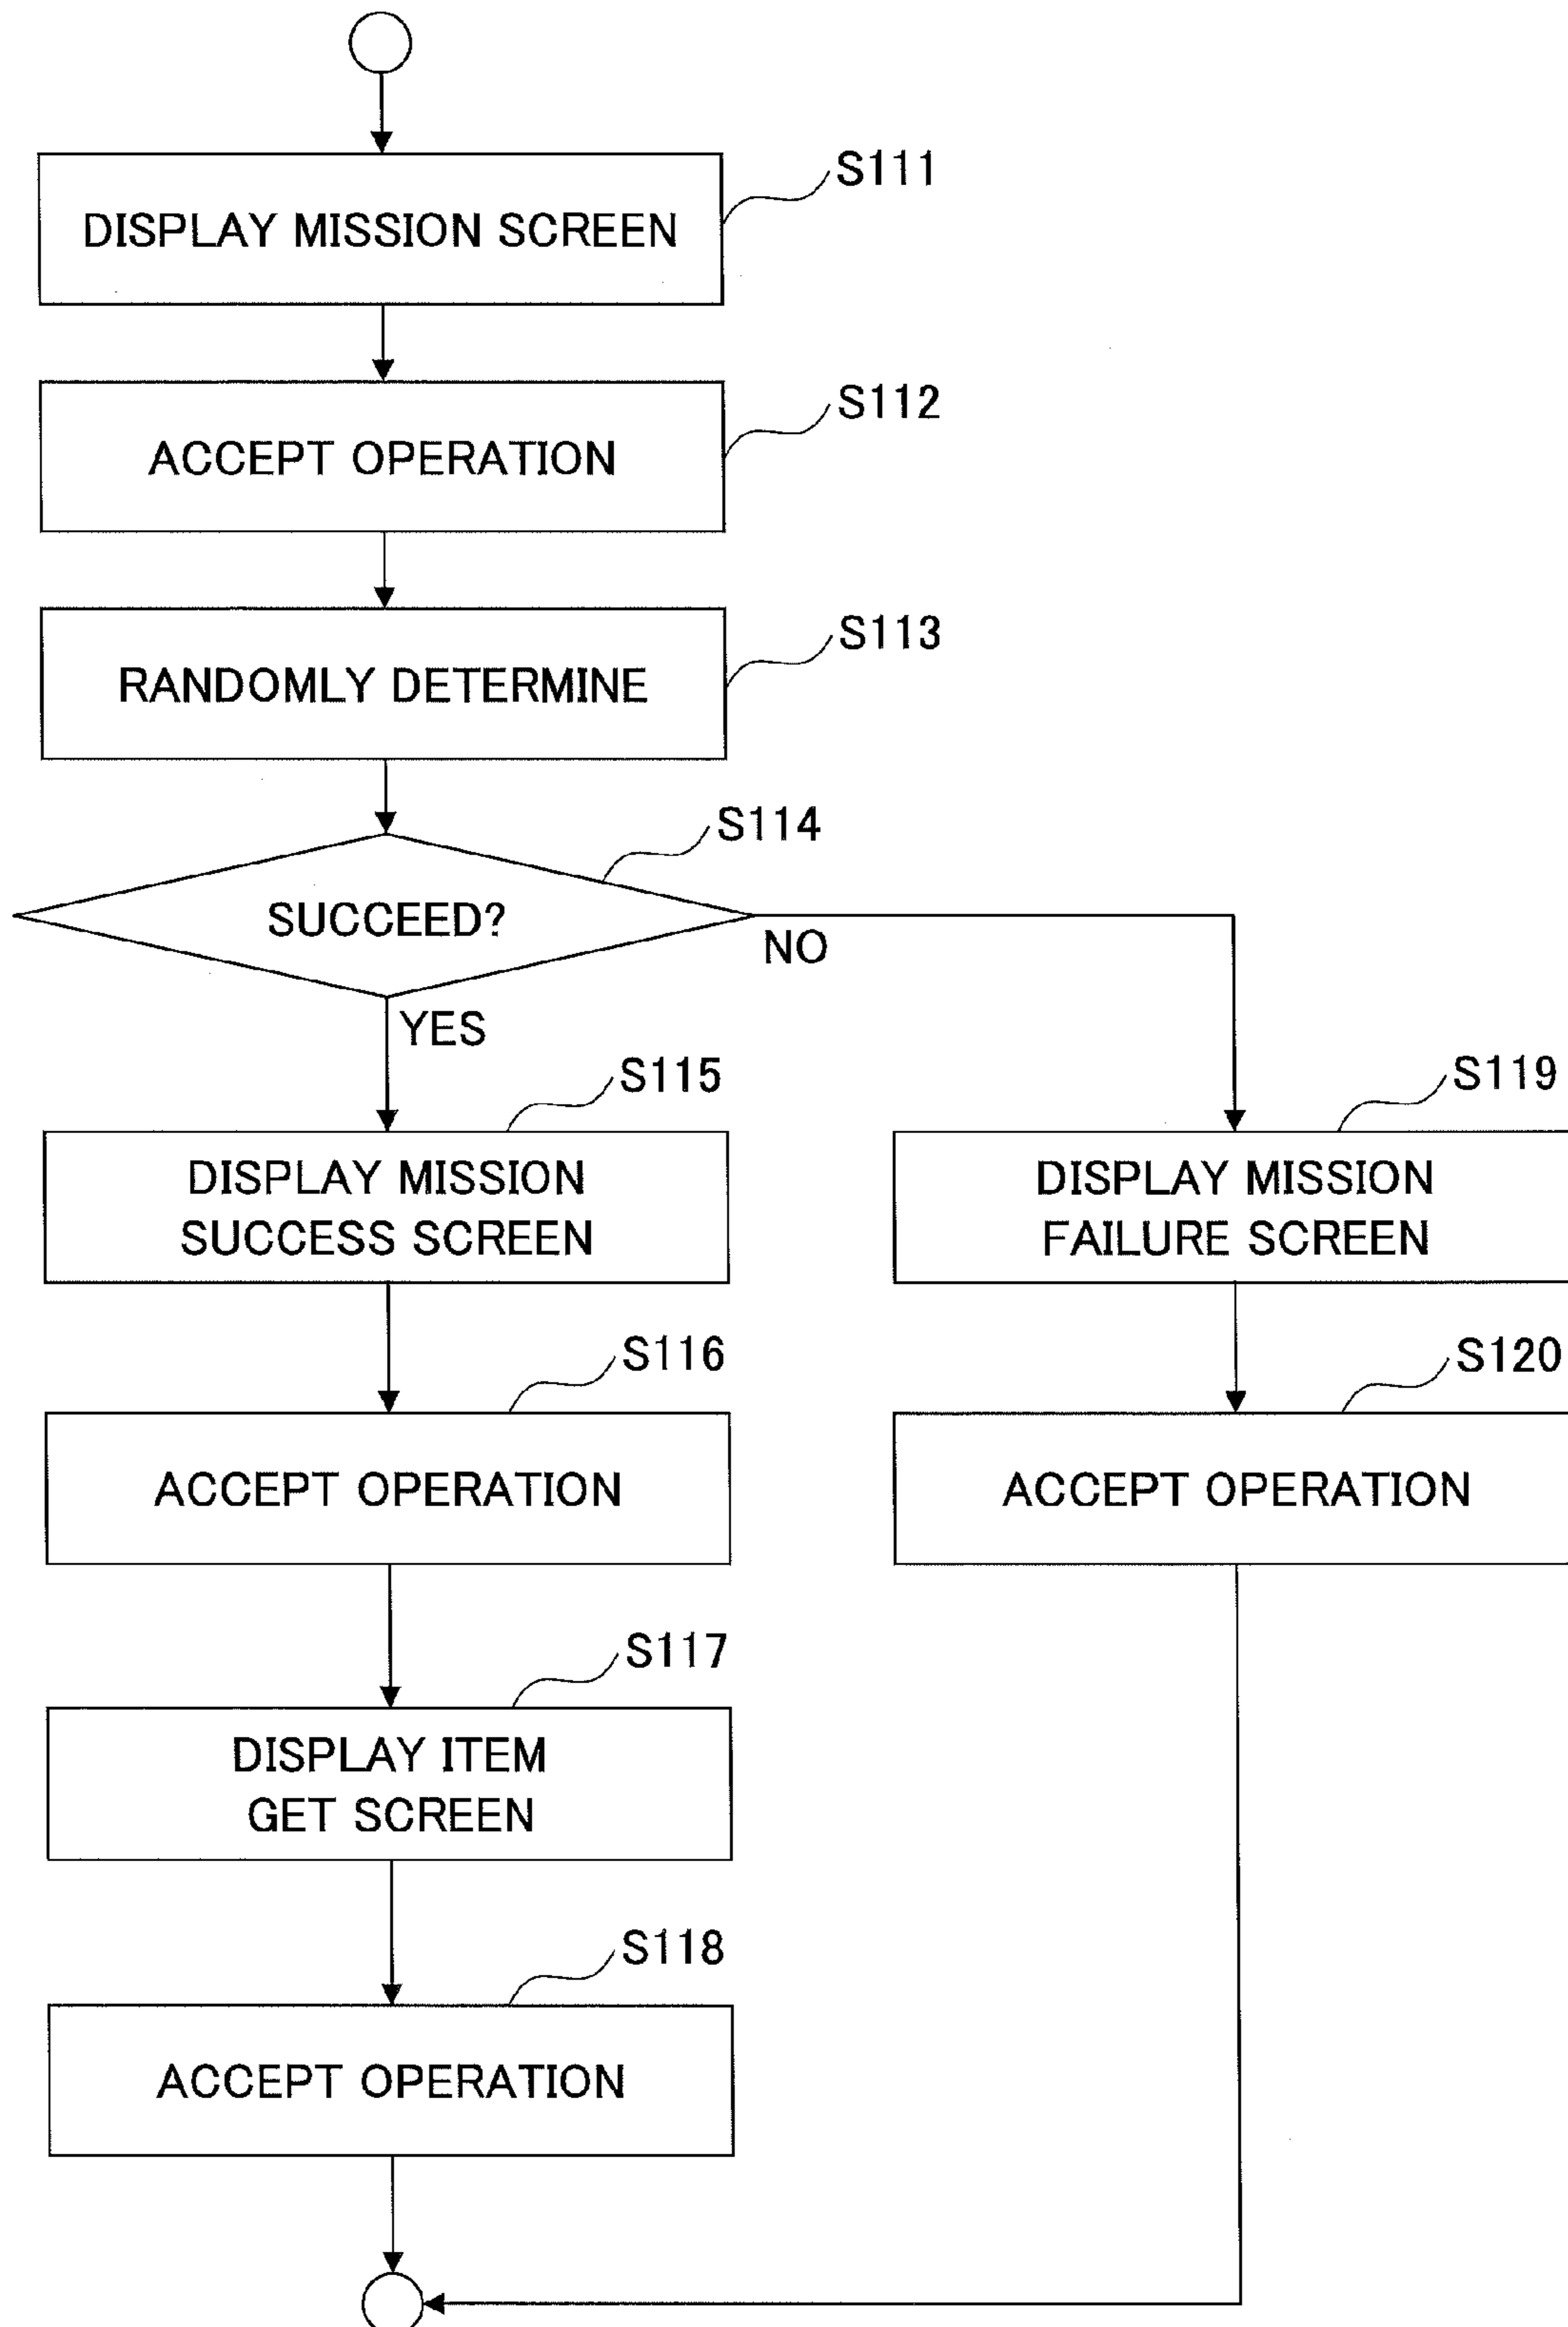 S111
DISPLAY MISSION SCREEN
S112
ACCEPT OPERATION
S113
RANDOMLY DETERMINE
S114
SUCCEED?
NO
YES
S115
DISPLAY MISSION
SUCCESS SCREEN
S116
ACCEPT OPERATION
S117
DISPLAY ITEM
GET SCREEN
S118
ACCEPT OPERATION
S119
DISPLAY MISSION
FAILURE SCREEN
S120
ACCEPT OPERATION